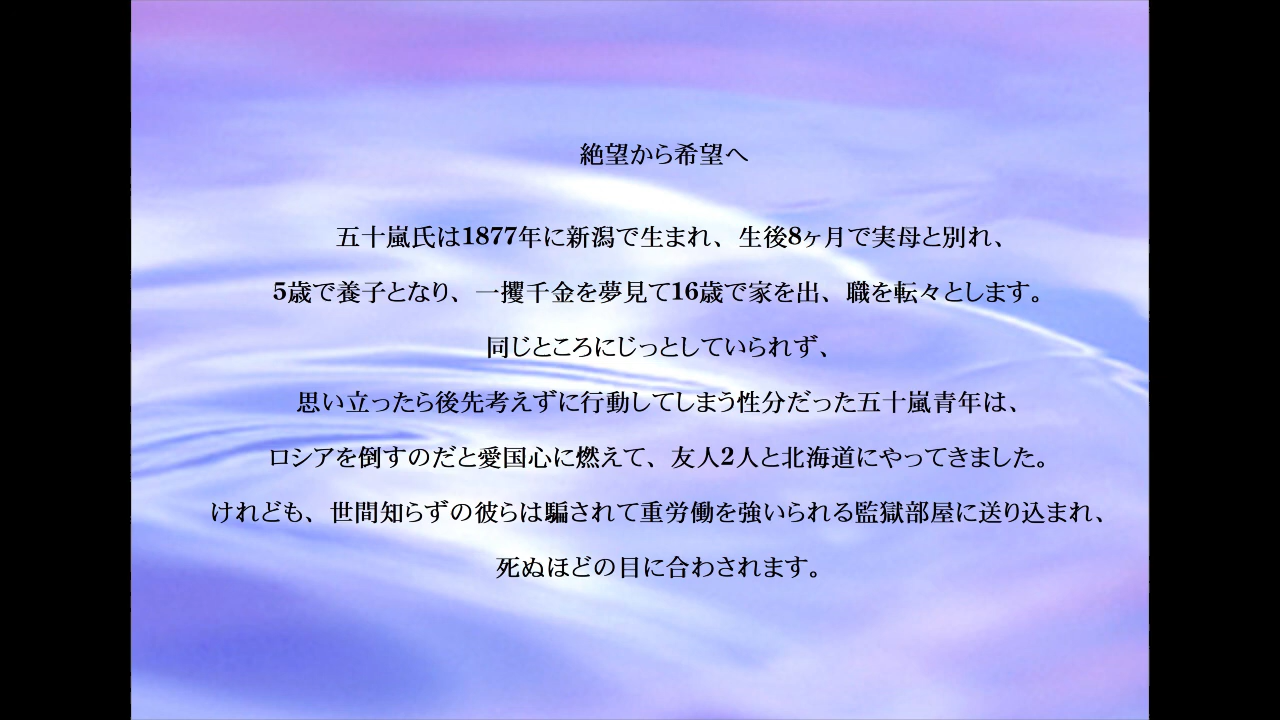 絶望から希望へ
五十嵐氏は1877年に新潟で生まれ、生後8ヶ月で実母と別れ、
5歳で養子となり、一攫千金を夢見て16歳で家を出、職を転々とします。
同じところにじっとしていられず、
思い立ったら後先考えずに行動してしまう性分だった五十嵐青年は、
ロシアを倒すのだと愛国心に燃えて、友人2人と北海道にやってきました。
けれども、世間知らずの彼らは騙されて重労働を強いられる監獄部屋に送り込まれ、
死ぬほどの目に合わされます。